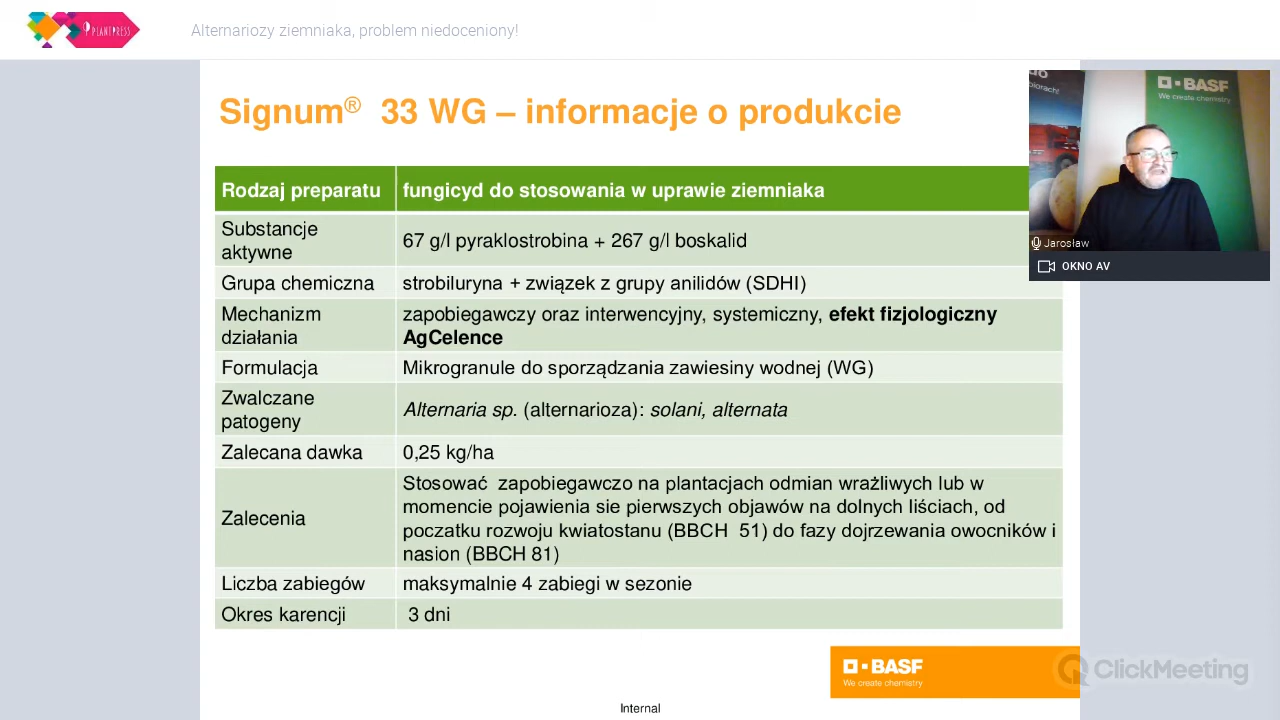 PLANTPRESS
Alternariozy ziemniaka, problem niedoceniony!
Signum® 33 WG – informacje o produkcie
Rodzaj preparatu
fungicyd do stosowania w uprawie ziemniaka
Substancje
aktywne
67 g/l pyraklostrobina + 267 g/l boskalid
Grupa chemiczna
strobiluryna + związek z grupy anilidów (SDHI)
Mechanizm
działania
zapobiegawczy oraz interwencyjny, systemiczny, efekt fizjologiczny
AgCelence
Formulacja
Mikrogranule do sporządzania zawiesiny wodnej (WG)
Zwalczane
patogeny
Alternaria sp. (alternarioza): solani, alternata
Zalecana dawka
0,25 kg/ha
Zalecenia
Stosować zapobiegawczo na plantacjach odmian wrażliwych lub w
momencie pojawienia sie pierwszych objawów na dolnych liściach, od
poczatku rozwoju kwiatostanu (BBCH 51) do fazy dojrzewania owocników i
nasion (BBCH 81)
Liczba zabiegów
maksymalnie 4 zabiegi w sezonie
Okres karencji
3 dni
BASF
We create chemistry
Jarosław
OKNO AV
BASF
We create chemistry
ClickMeeting
Internal